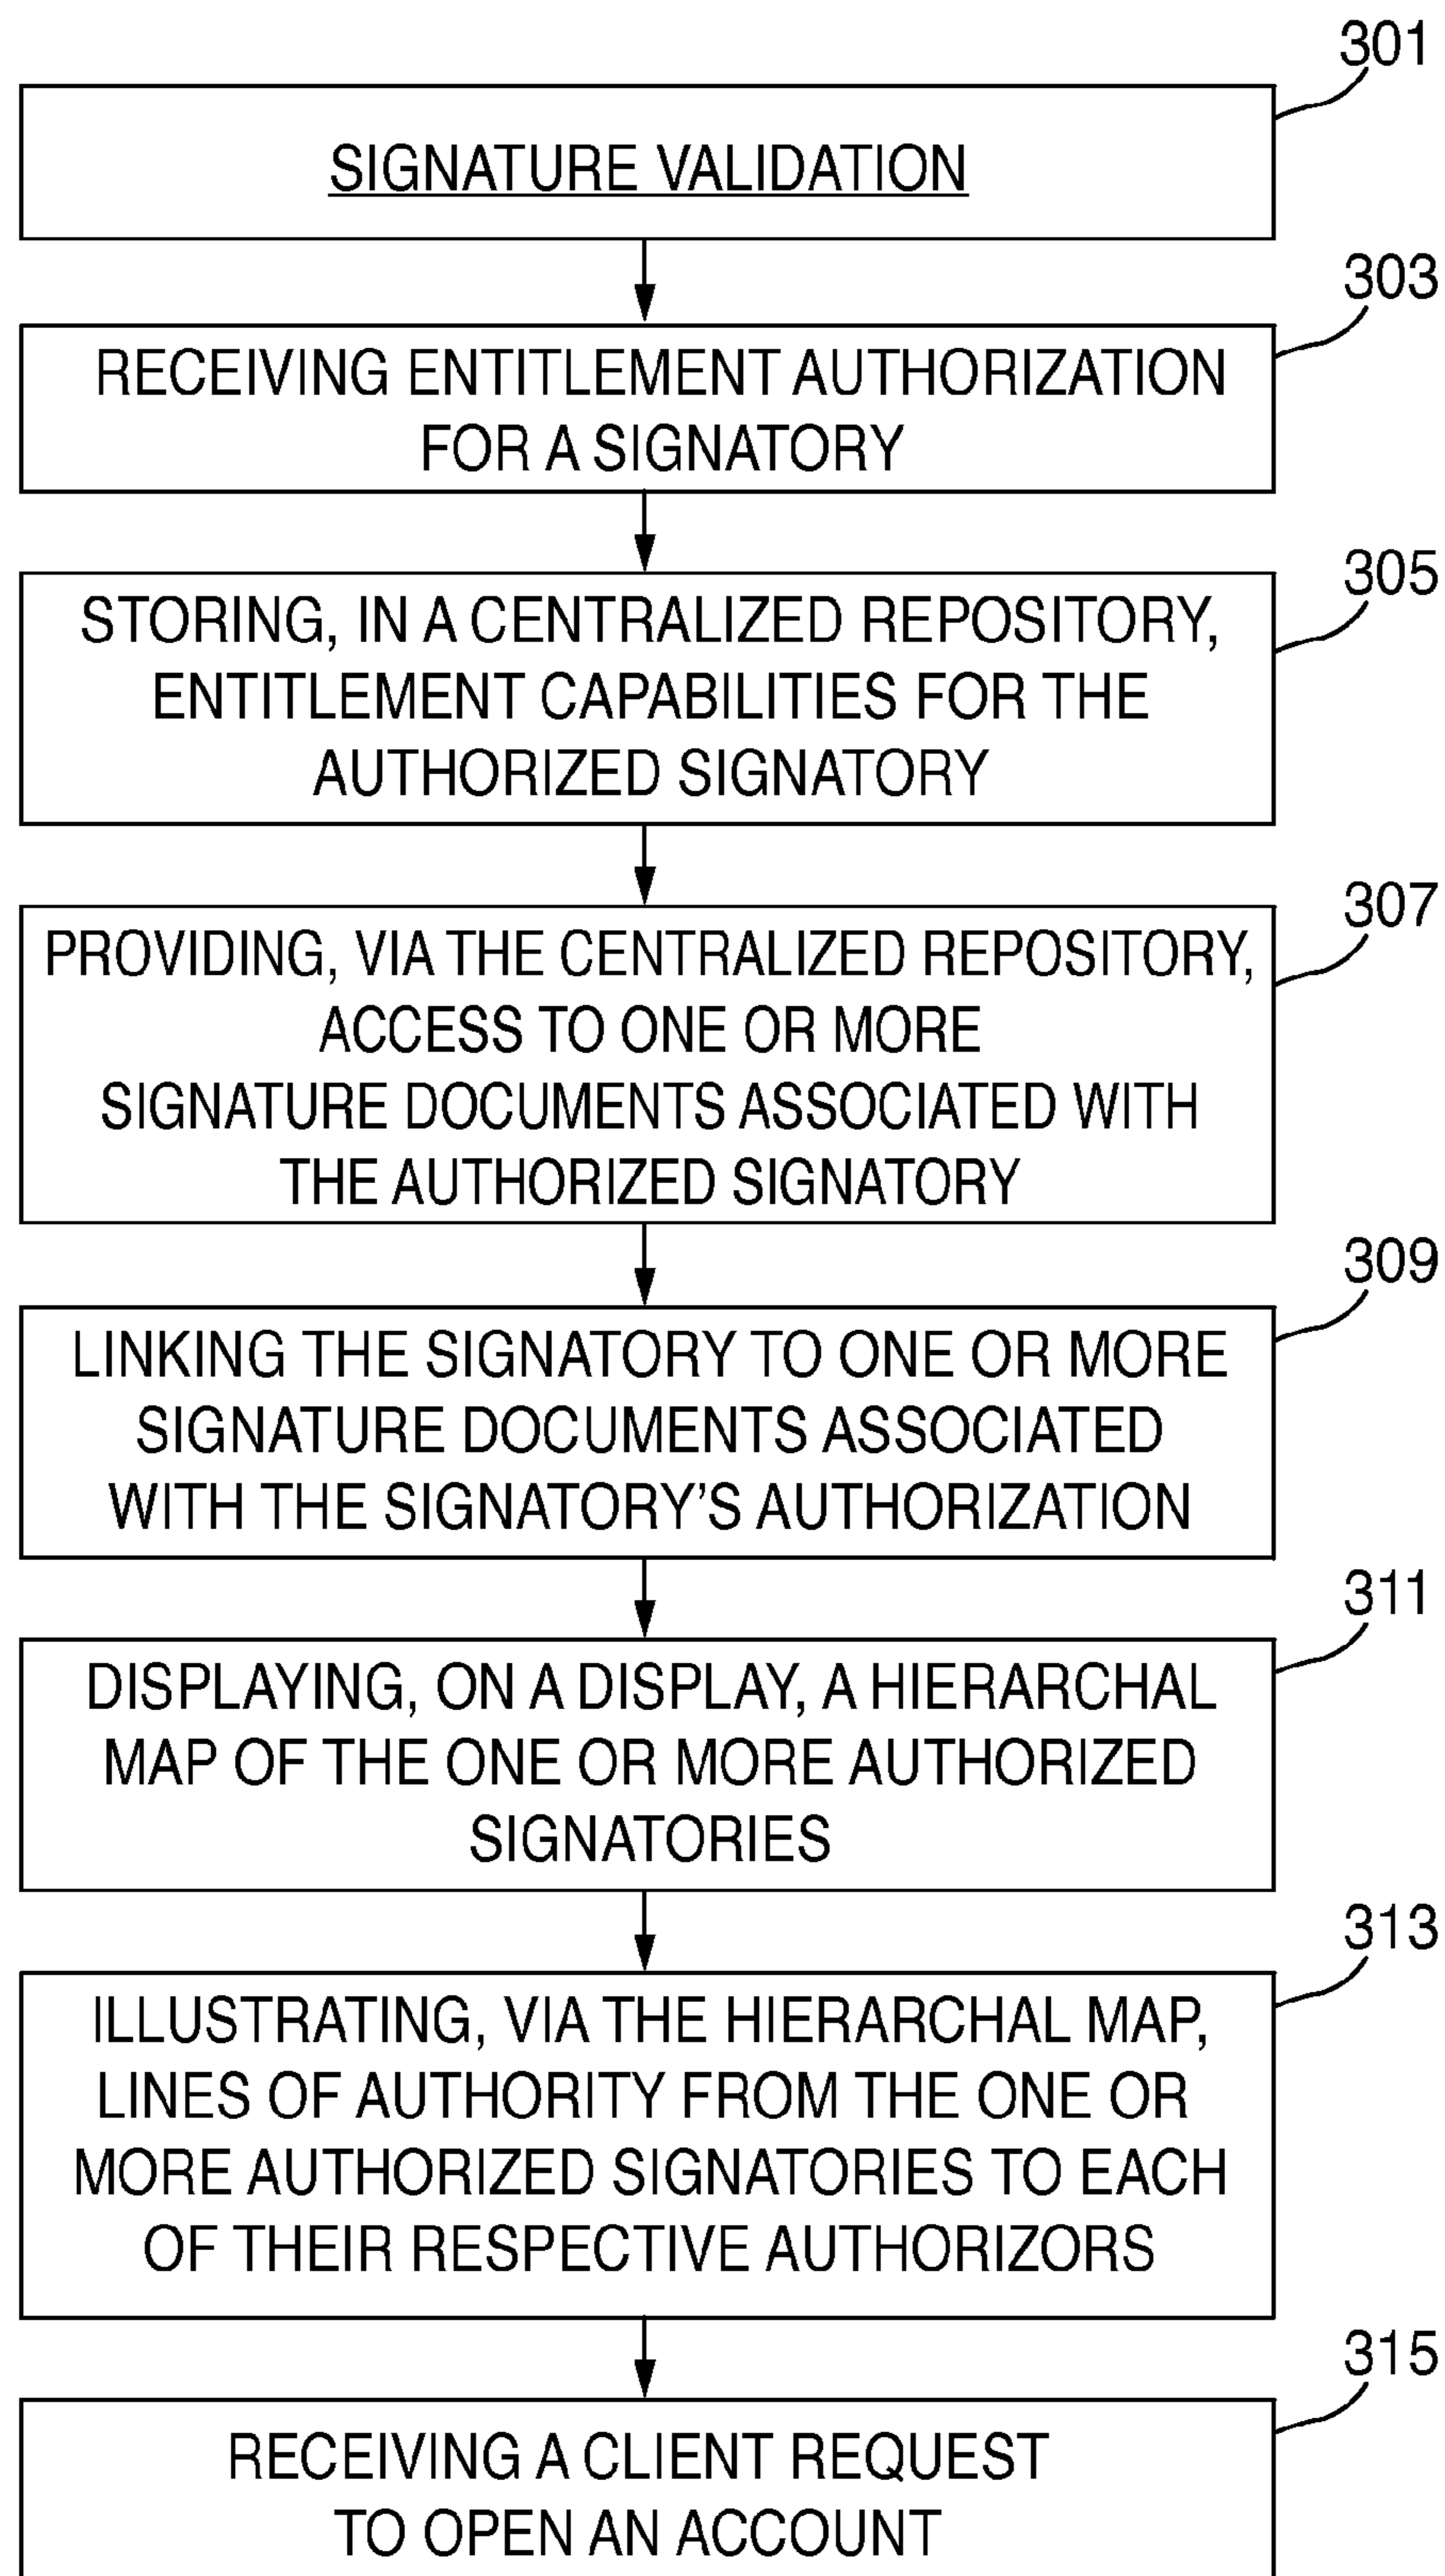 301
SIGNATURE VALIDATION
303
RECEIVING ENTITLEMENT AUTHORIZATION
FOR A SIGNATORY
305
STORING, IN A CENTRALIZED REPOSITORY,
ENTITLEMENT CAPABILITIES FOR THE
AUTHORIZED SIGNATORY
307
PROVIDING, VIA THE CENTRALIZED REPOSITORY,
ACCESS TO ONE OR MORE
SIGNATURE DOCUMENTS ASSOCIATED WITH
THE AUTHORIZED SIGNATORY
309
LINKING THE SIGNATORY TO ONE OR MORE
SIGNATURE DOCUMENTS ASSOCIATED
WITH THE SIGNATORY'S AUTHORIZATION
311
DISPLAYING, ON A DISPLAY, A HIERARCHAL
MAP OF THE ONE OR MORE AUTHORIZED
SIGNATORIES
313
ILLUSTRATING, VIA THE HIERARCHAL MAP,
LINES OF AUTHORITY FROM THE ONE OR
MORE AUTHORIZED SIGNATORIES TO EACH
OF THEIR RESPECTIVE AUTHORIZORS
315
RECEIVING A CLIENT REQUEST
TO OPEN AN ACCOUNT